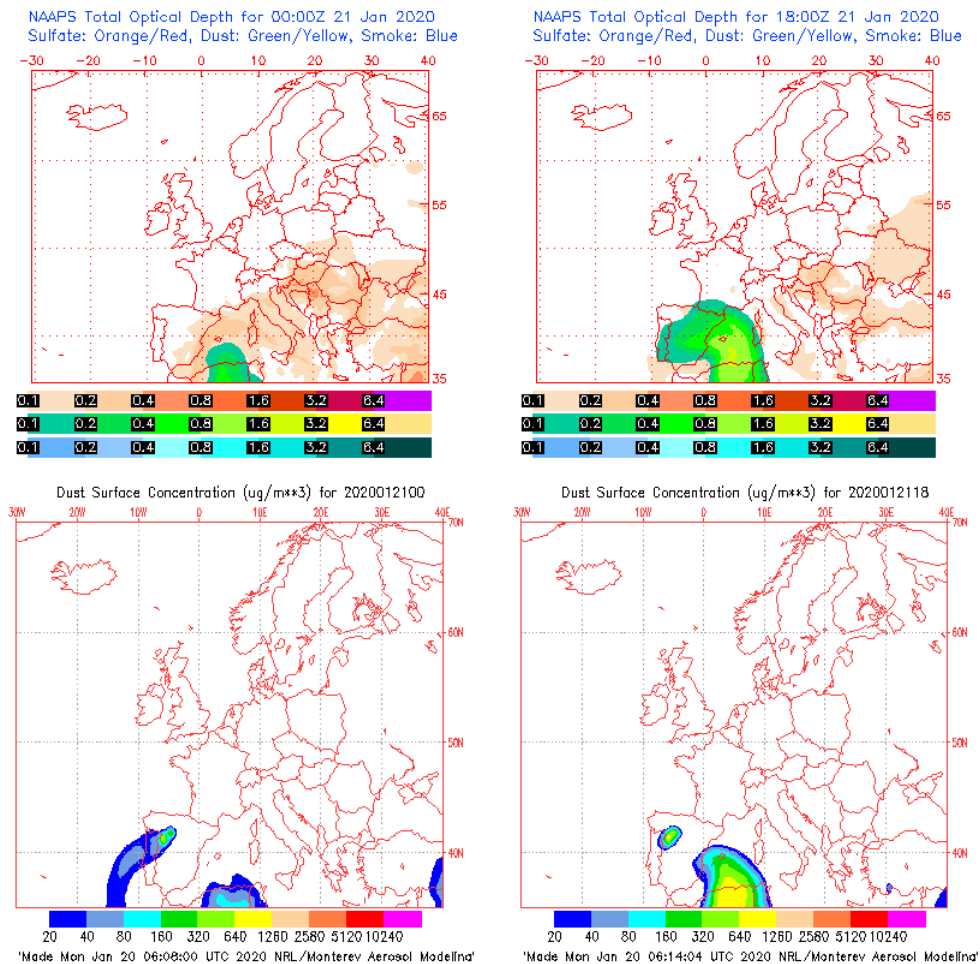 NAAPS Total Optical Depth for 00:00Z 21 Jan 2020
Sulfate: Orange/Red, Dust: Green/Yellow, Smoke: Blue
-30 -20 -10 0 10 20 30 40
65
55
45
35
0.1 0.2 0.4 0.8 1.6 3.2 6.4
0.1 0.2 0.4 0.8 1.6 3.2 6.4
0.1 0.2 0.4 0.8 1.6 3.2 6.4
NAAPS Total Optical Depth for 18:00Z 21 Jan 2020
Sulfate: Orange/Red, Dust: Green/Yellow, Smoke: Blue
-30 -20 -10 0 10 20 30 40
65
55
45
35
0.1 0.2 0.4 0.8 1.6 3.2 6.4
0.1 0.2 0.4 0.8 1.6 3.2 6.4
0.1 0.2 0.4 0.8 1.6 3.2 6.4
Dust Surface Concentration (ug/m**3) for 2020012100
30W 20W 10W 0 10E 20E 30E 40E
70N
60N
50N
40N
20 40 80 160 320 640 1260 2580 5120 10240
'Made Mon Jan 20 06:08:00 UTC 2020 NRL/Monterey Aerosol Modeling'
Dust Surface Concentration (ug/m**3) for 2020012118
30W 20W 10W 0 10E 20E 30E 40E
70N
60N
50N
40N
20 40 80 160 320 640 1260 2580 5120 10240
'Made Mon Jan 20 06:14:04 UTC 2020 NRL/Monterey Aerosol Modeling'